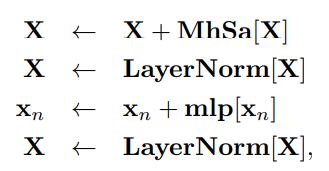 X ← X + MhSa[X]
X ← LayerNorm[X]
xₙ ← xₙ + mlp[xₙ]
X ← LayerNorm[X],